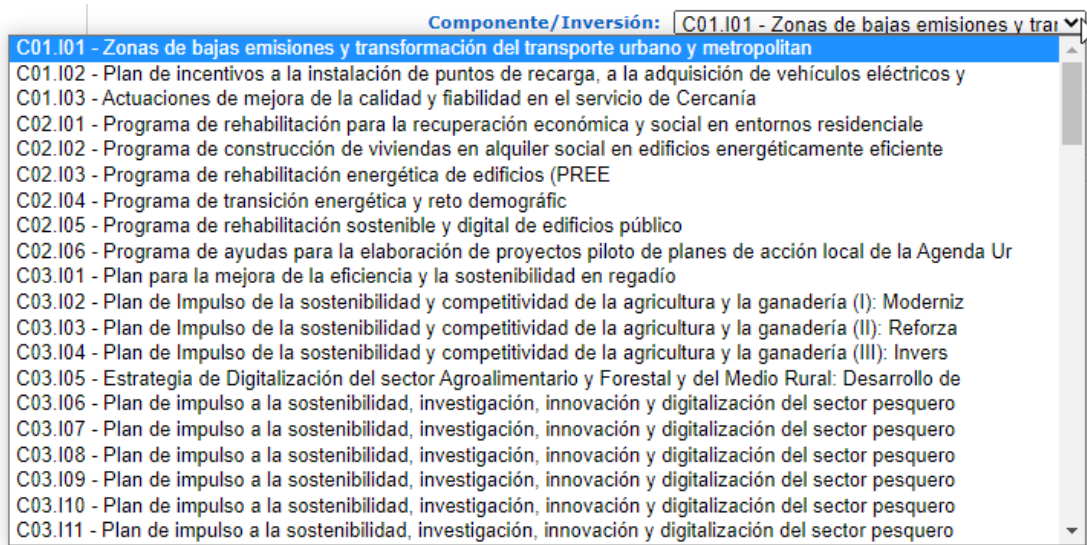 Componente/Inversión: C01.I01 - Zonas de bajas emisiones y trar
C01.I01 - Zonas de bajas emisiones y transformación del transporte urbano y metropolitan
C01.I02 - Plan de incentivos a la instalación de puntos de recarga, a la adquisición de vehículos eléctricos y
C01.I03 - Actuaciones de mejora de la calidad y fiabilidad en el servicio de Cercanía
C02.I01 - Programa de rehabilitación para la recuperación económica y social en entornos residenciale
C02.I02 - Programa de construcción de viviendas en alquiler social en edificios energéticamente eficiente
C02.I03 - Programa de rehabilitación energética de edificios (PREE
C02.I04 - Programa de transición energética y reto demográfic
C02.I05 - Programa de rehabilitación sostenible y digital de edificios público
C02.I06 - Programa de ayudas para la elaboración de proyectos piloto de planes de acción local de la Agenda Ur
C03.I01 - Plan para la mejora de la eficiencia y la sostenibilidad en regadío
C03.I02 - Plan de Impulso de la sostenibilidad y competitividad de la agricultura y la ganadería (I): Moderniz
C03.I03 - Plan de Impulso de la sostenibilidad y competitividad de la agricultura y la ganadería (II): Reforza
C03.I04 - Plan de Impulso de la sostenibilidad y competitividad de la agricultura y la ganadería (III): Invers
C03.I05 - Estrategia de Digitalización del sector Agroalimentario y Forestal y del Medio Rural: Desarrollo de
C03.I06 - Plan de impulso a la sostenibilidad, investigación, innovación y digitalización del sector pesquero
C03.I07 - Plan de impulso a la sostenibilidad, investigación, innovación y digitalización del sector pesquero
C03.I08 - Plan de impulso a la sostenibilidad, investigación, innovación y digitalización del sector pesquero
C03.I09 - Plan de impulso a la sostenibilidad, investigación, innovación y digitalización del sector pesquero
C03.I10 - Plan de impulso a la sostenibilidad, investigación, innovación y digitalización del sector pesquero
C03.I11 - Plan de impulso a la sostenibilidad, investigación, innovación y digitalización del sector pesquero